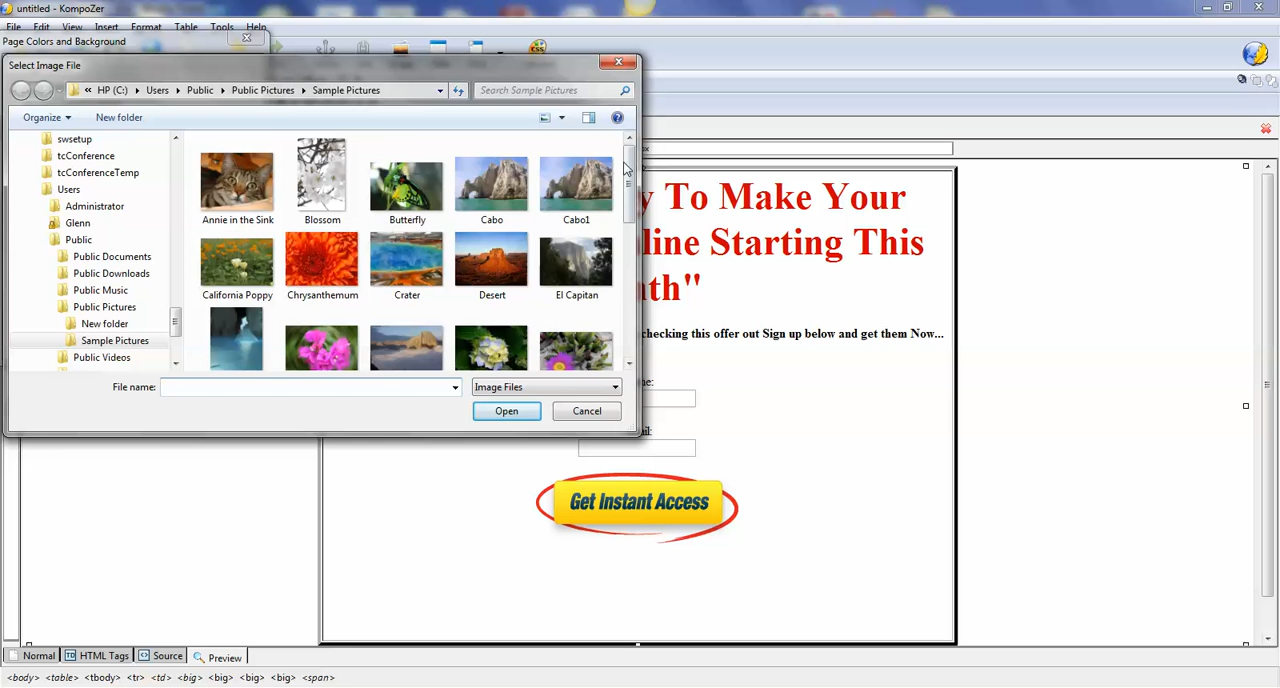 untitled - KompoZer
File Edit View Insert Format Table Tools Help
Page Colors and Background
Select Image File
« HP (C:) Users Public Public Pictures Sample Pictures
Search Sample Pictures
Organize New folder
swsetup
tcConference
tcConferenceTemp
Users
Administrator
Glenn
Public
Public Documents
Public Downloads
Public Music
Public Pictures
New folder
Sample Pictures
Public Videos
Annie in the Sink Blossom Butterfly Cabo Cabo1
California Poppy Chrysanthemum Crater Desert El Capitan
File name:
Image Files
Open Cancel
To Make Your
Starting This
checking this offer out Sign up below and get them Now...
Get Instant Access
Normal HTML Tags Source Preview
<body> <table> <tbody> <tr> <td> <big> <big> <big> <big> <span>